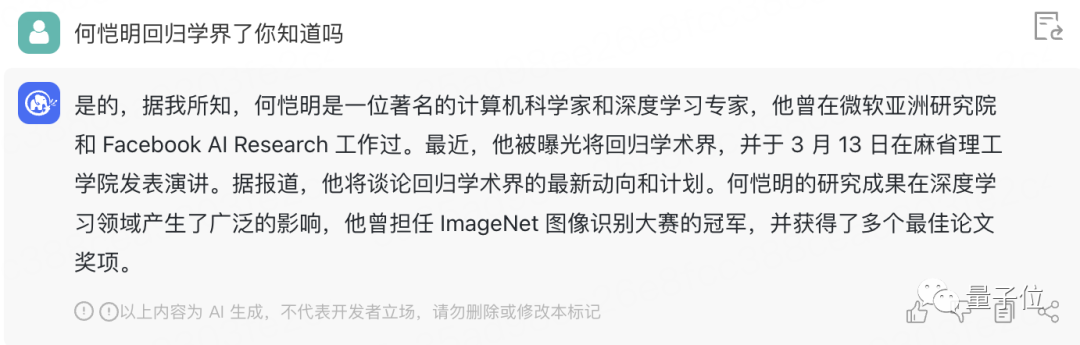 何恺明回归学界了你知道吗
是的，据我所知，何恺明是一位著名的计算机科学家和深度学习专家，他曾在微软亚洲研究院
和 Facebook AI Research 工作过。最近，他被曝光将回归学术界，并于 3 月 13 日在麻省理工
学院发表演讲。据报道，他将谈论回归学术界的最新动向和计划。何恺明的研究成果在深度学
习领域产生了广泛的影响，他曾担任 ImageNet 图像识别大赛的冠军，并获得了多个最佳论文
奖项。
以上内容为 AI 生成，不代表开发者立场，请勿删除或修改本标记
量子位